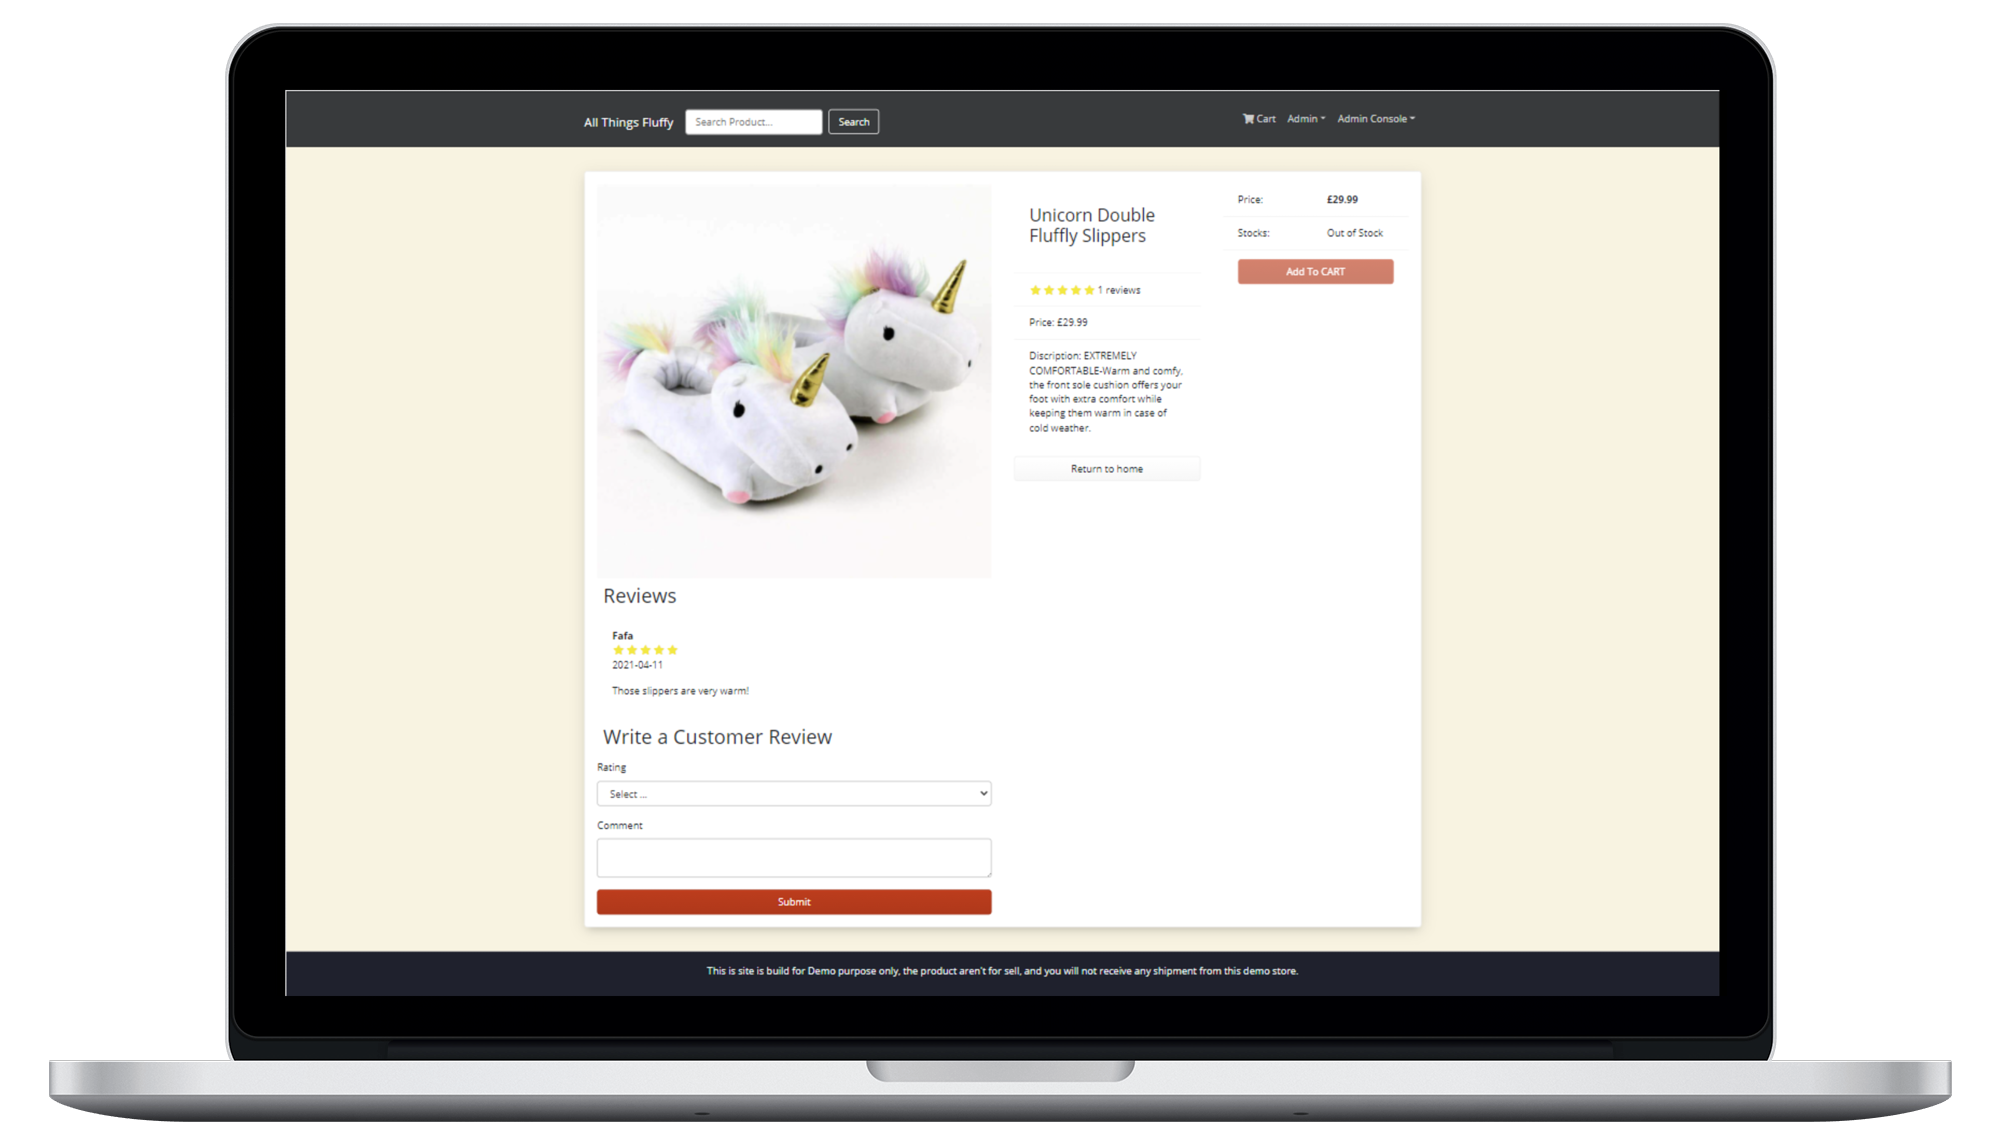 All Things Fluffy
Search Product...
Search
Cart
Admin
Admin Console
Unicorn Double
Fluffly Slippers
1 reviews
Price: £29.99
Discription: EXTREMELY
COMFORTABLE-Warm and comfy,
the front sole cushion offers your
foot with extra comfort while
keeping them warm in case of
cold weather.
Return to home
Price: £29.99
Stocks: Out of Stock
Add To CART
Reviews
Fafa
2021-04-11
Those slippers are very warm!
Write a Customer Review
Rating
Select ...
Comment
Submit
This is site is build for Demo purpose only, the product aren't for sell, and you will not receive any shipment from this demo store.